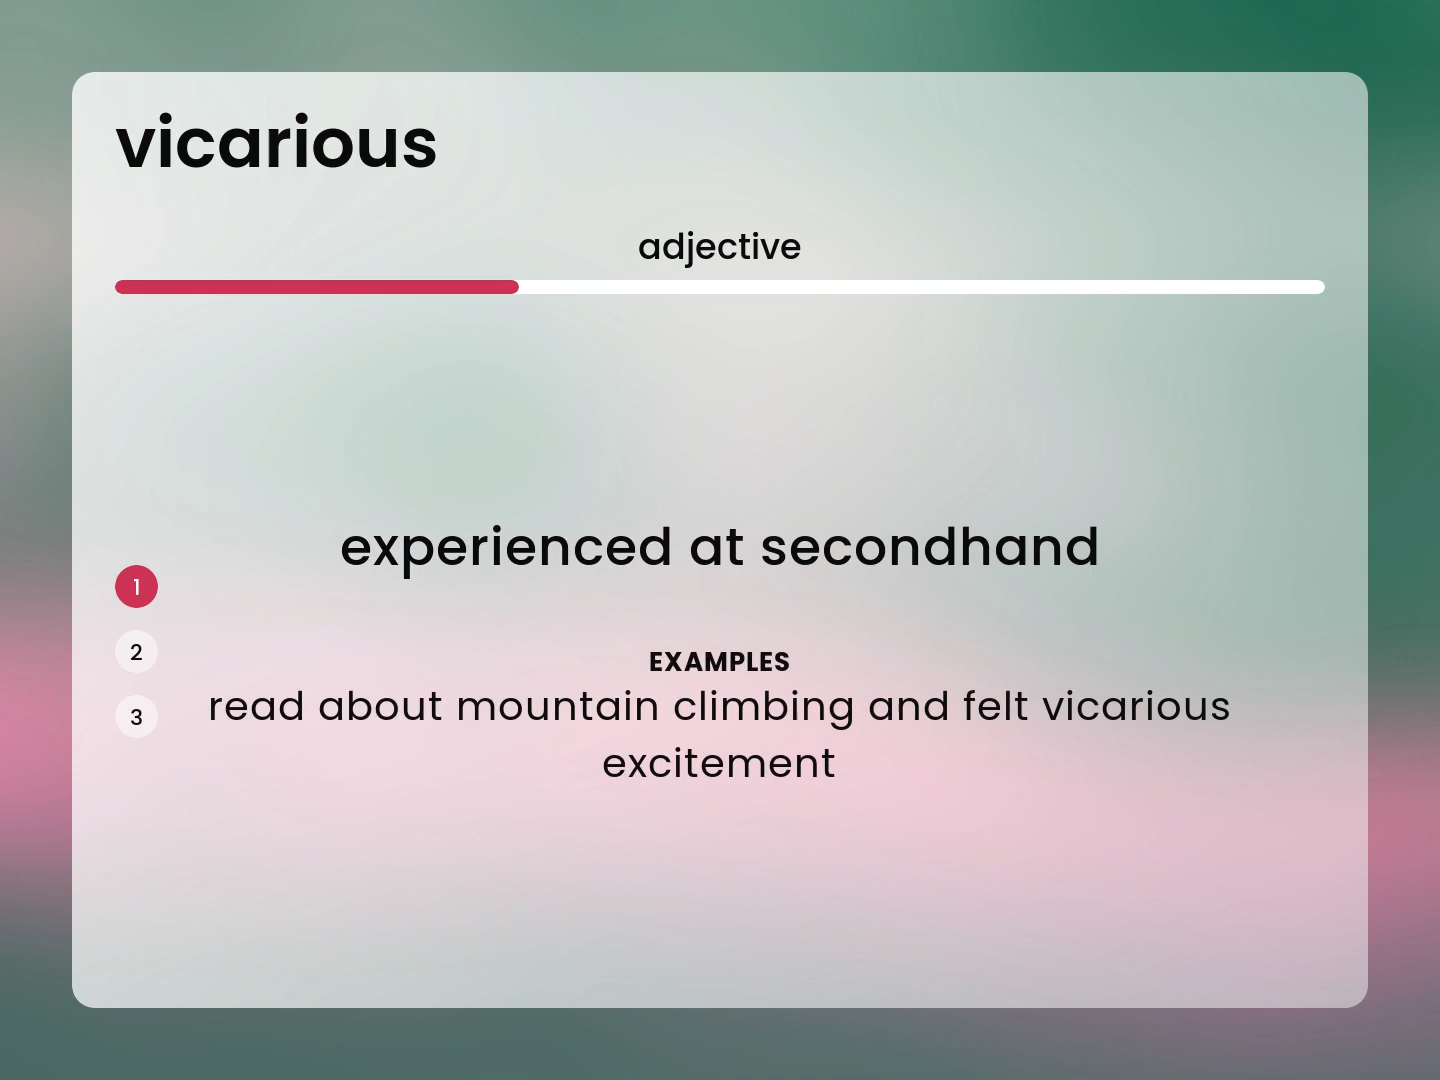 vicarious
adjective
experienced at secondhand
1
2
3
EXAMPLES
read about mountain climbing and felt vicarious
excitement